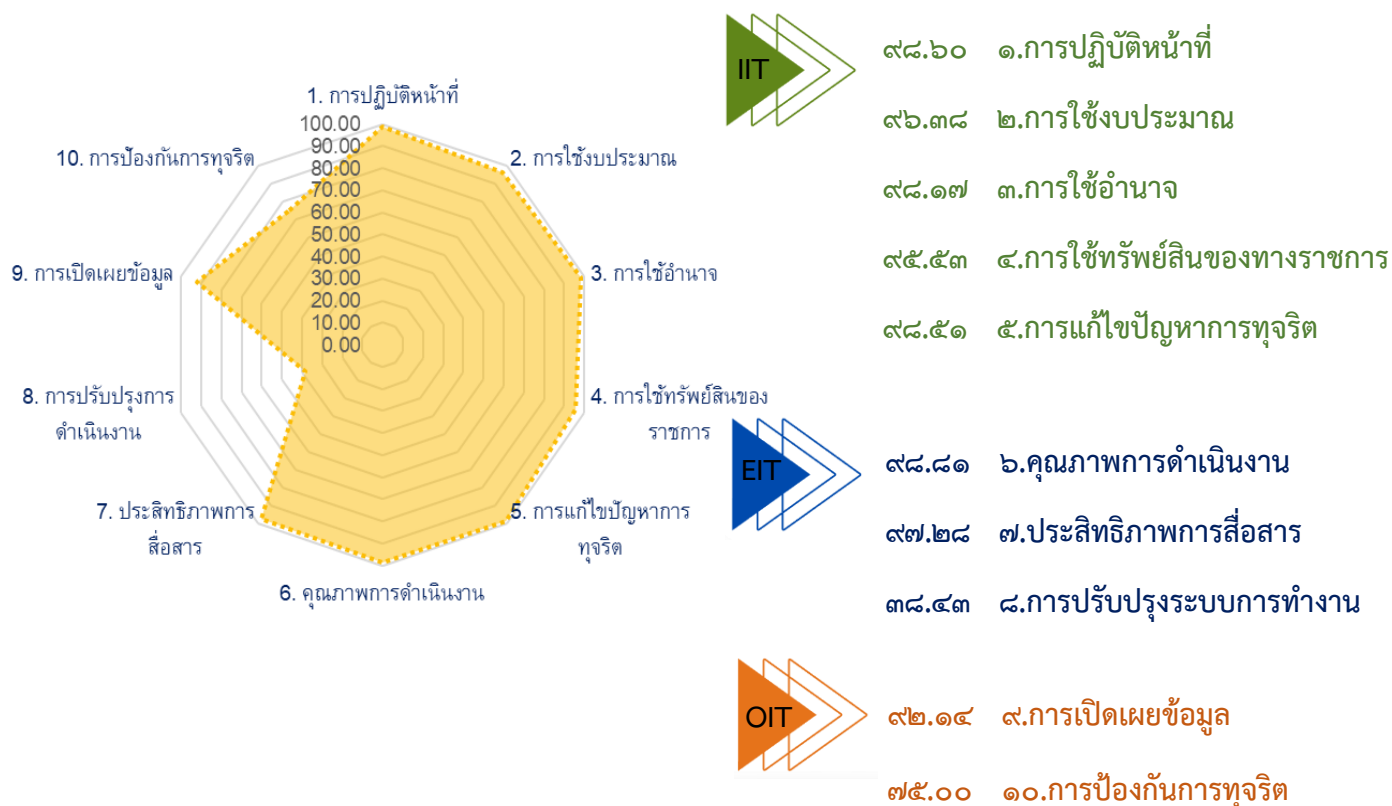 1. การปฏิบัติหน้าที่
100.00
90.00
80.00
70.00
60.00
50.00
40.00
30.00
20.00
10.00
0.00
2. การใช้งบประมาณ
3. การใช้อำนาจ
4. การใช้ทรัพย์สินของ
ราชการ
5. การแก้ไขปัญหาการ
ทุจริต
6. คุณภาพการดำเนินงาน
7. ประสิทธิภาพการ
สื่อสาร
8. การปรับปรุงการ
ดำเนินงาน
9. การเปิดเผยข้อมูล
10. การป้องกันการทุจริต
IIT
๙๘.๖๐ ๑.การปฏิบัติหน้าที่
๙๖.๓๘ ๒.การใช้งบประมาณ
๙๘.๑๗ ๓.การใช้อำนาจ
๙๕.๕๓ ๔.การใช้ทรัพย์สินของทางราชการ
๙๘.๕๑ ๕.การแก้ไขปัญหาการทุจริต
EIT
๙๘.๘๑ ๖.คุณภาพการดำเนินงาน
๙๗.๒๘ ๗.ประสิทธิภาพการสื่อสาร
๓๘.๔๓ ๘.การปรับปรุงระบบการทำงาน
OIT
๙๒.๑๔ ๙.การเปิดเผยข้อมูล
๗๕.๐๐ ๑๐.การป้องกันการทุจริต